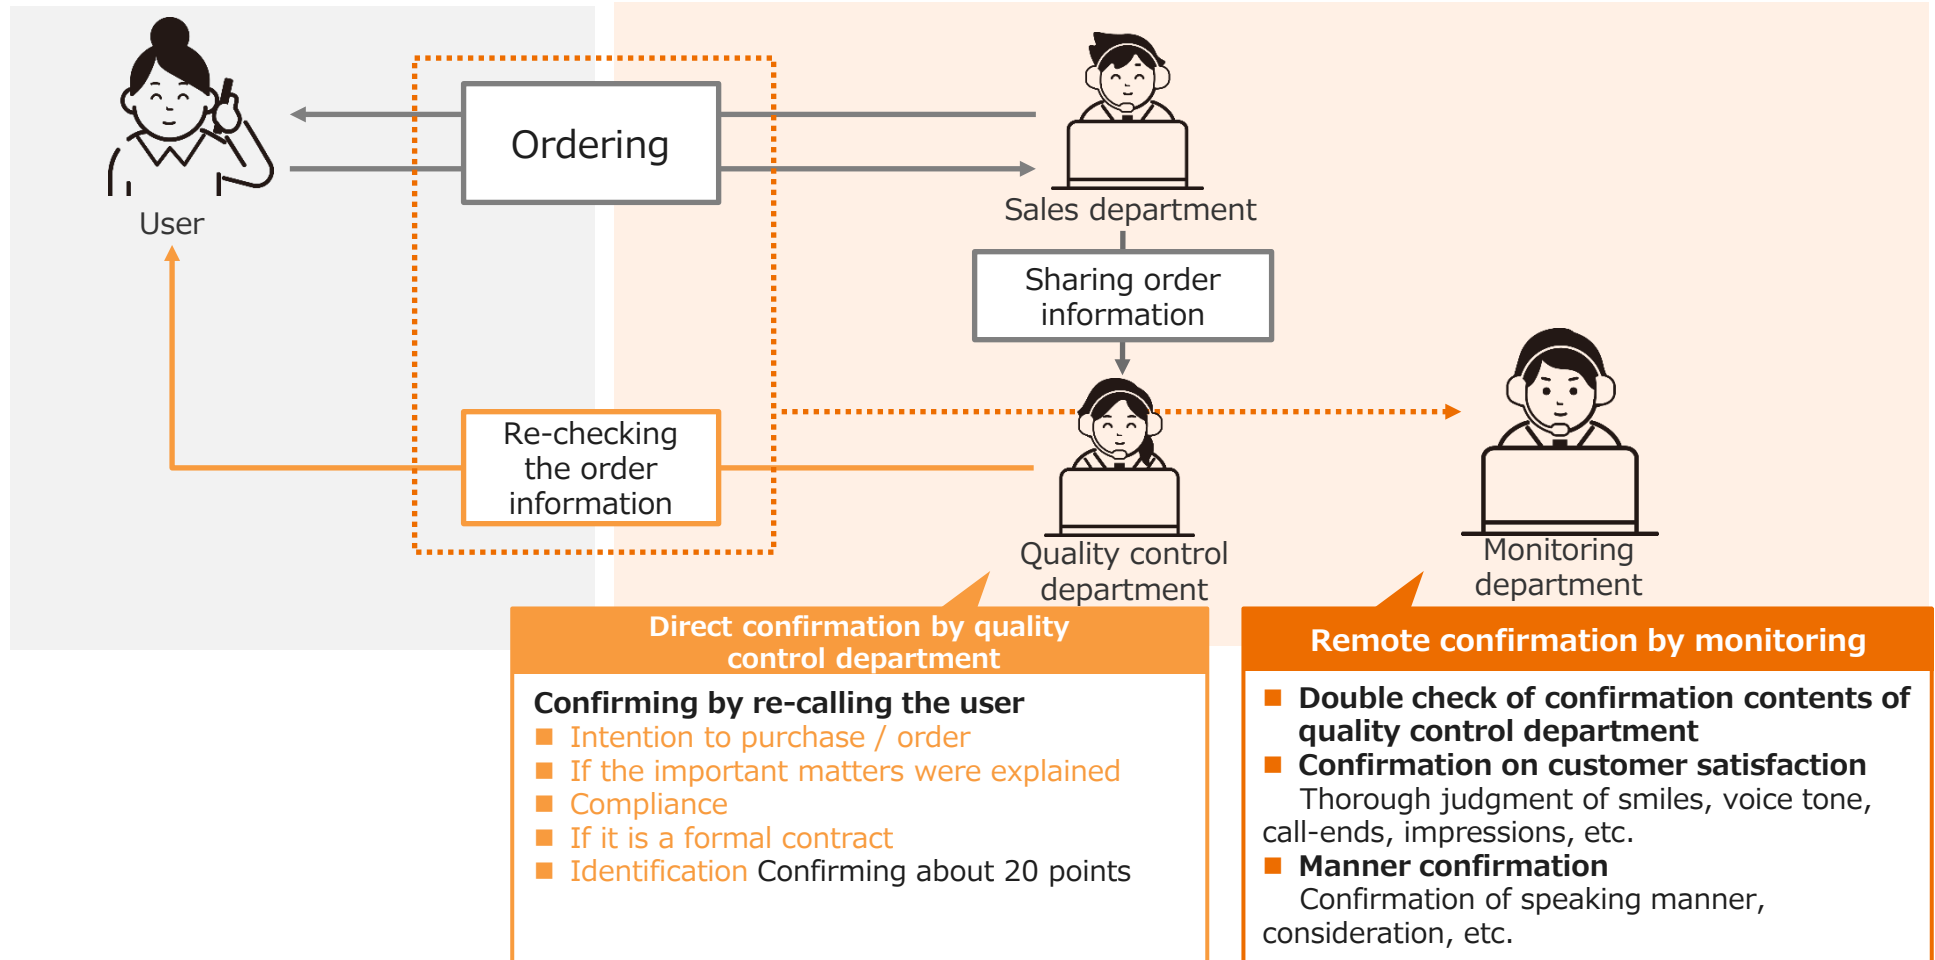 Ordering
User
Sales department
Sharing order
information
Re-checking
the order
information
Quality control
department
Monitoring
department
Direct confirmation by quality
control department
Confirming by re-calling the user
■ Intention to purchase / order
■ If the important matters were explained
■ Compliance
■ If it is a formal contract
■ Identification Confirming about 20 points
Remote confirmation by monitoring
■ Double check of confirmation contents of
quality control department
■ Confirmation on customer satisfaction
Thorough judgment of smiles, voice tone,
call-ends, impressions, etc.
■ Manner confirmation
Confirmation of speaking manner,
consideration, etc.